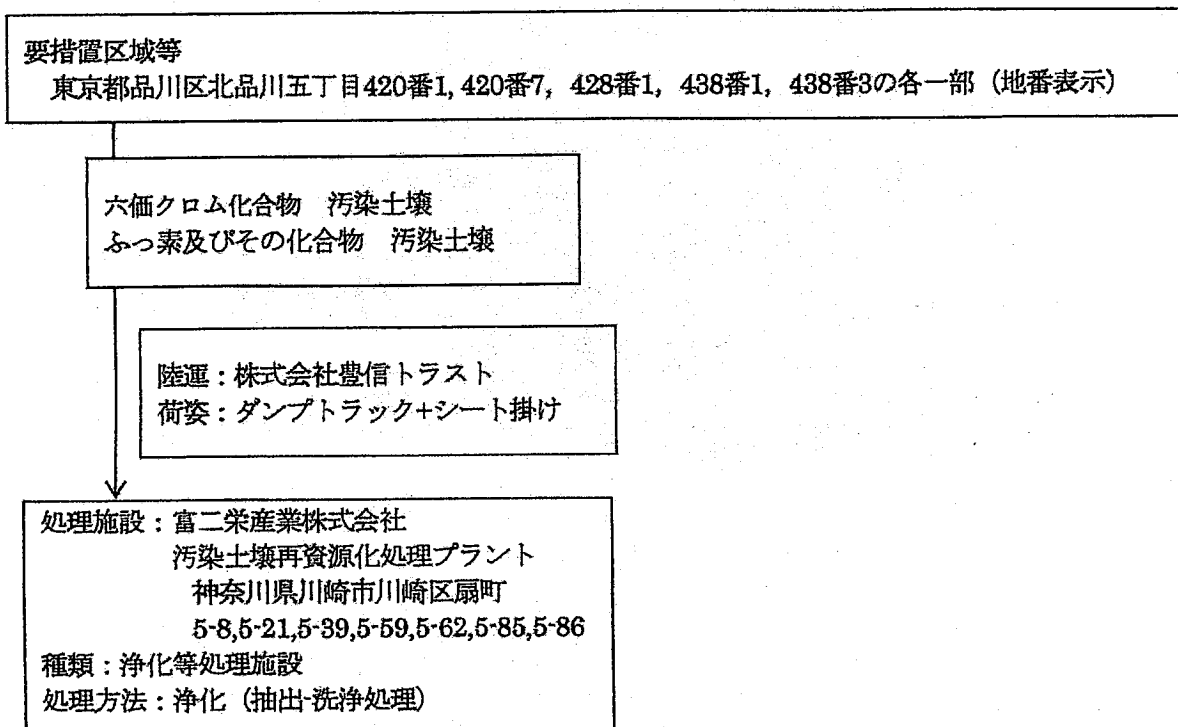 要措置区域等
東京都品川区北品川五丁目420番1, 420番7, 428番1, 438番1, 438番3の各一部（地番表示）
六価クロム化合物　汚染土壌
ふっ素及びその化合物　汚染土壌
陸運：株式会社豊信トラスト
荷姿：ダンプトラック+シート掛け
処理施設：富二栄産業株式会社
汚染土壌再資源化処理プラント
神奈川県川崎市川崎区扇町
5-8,5-21,5-39,5-59,5-62,5-85,5-86
種類：浄化等処理施設
処理方法：浄化（抽出-洗浄処理）